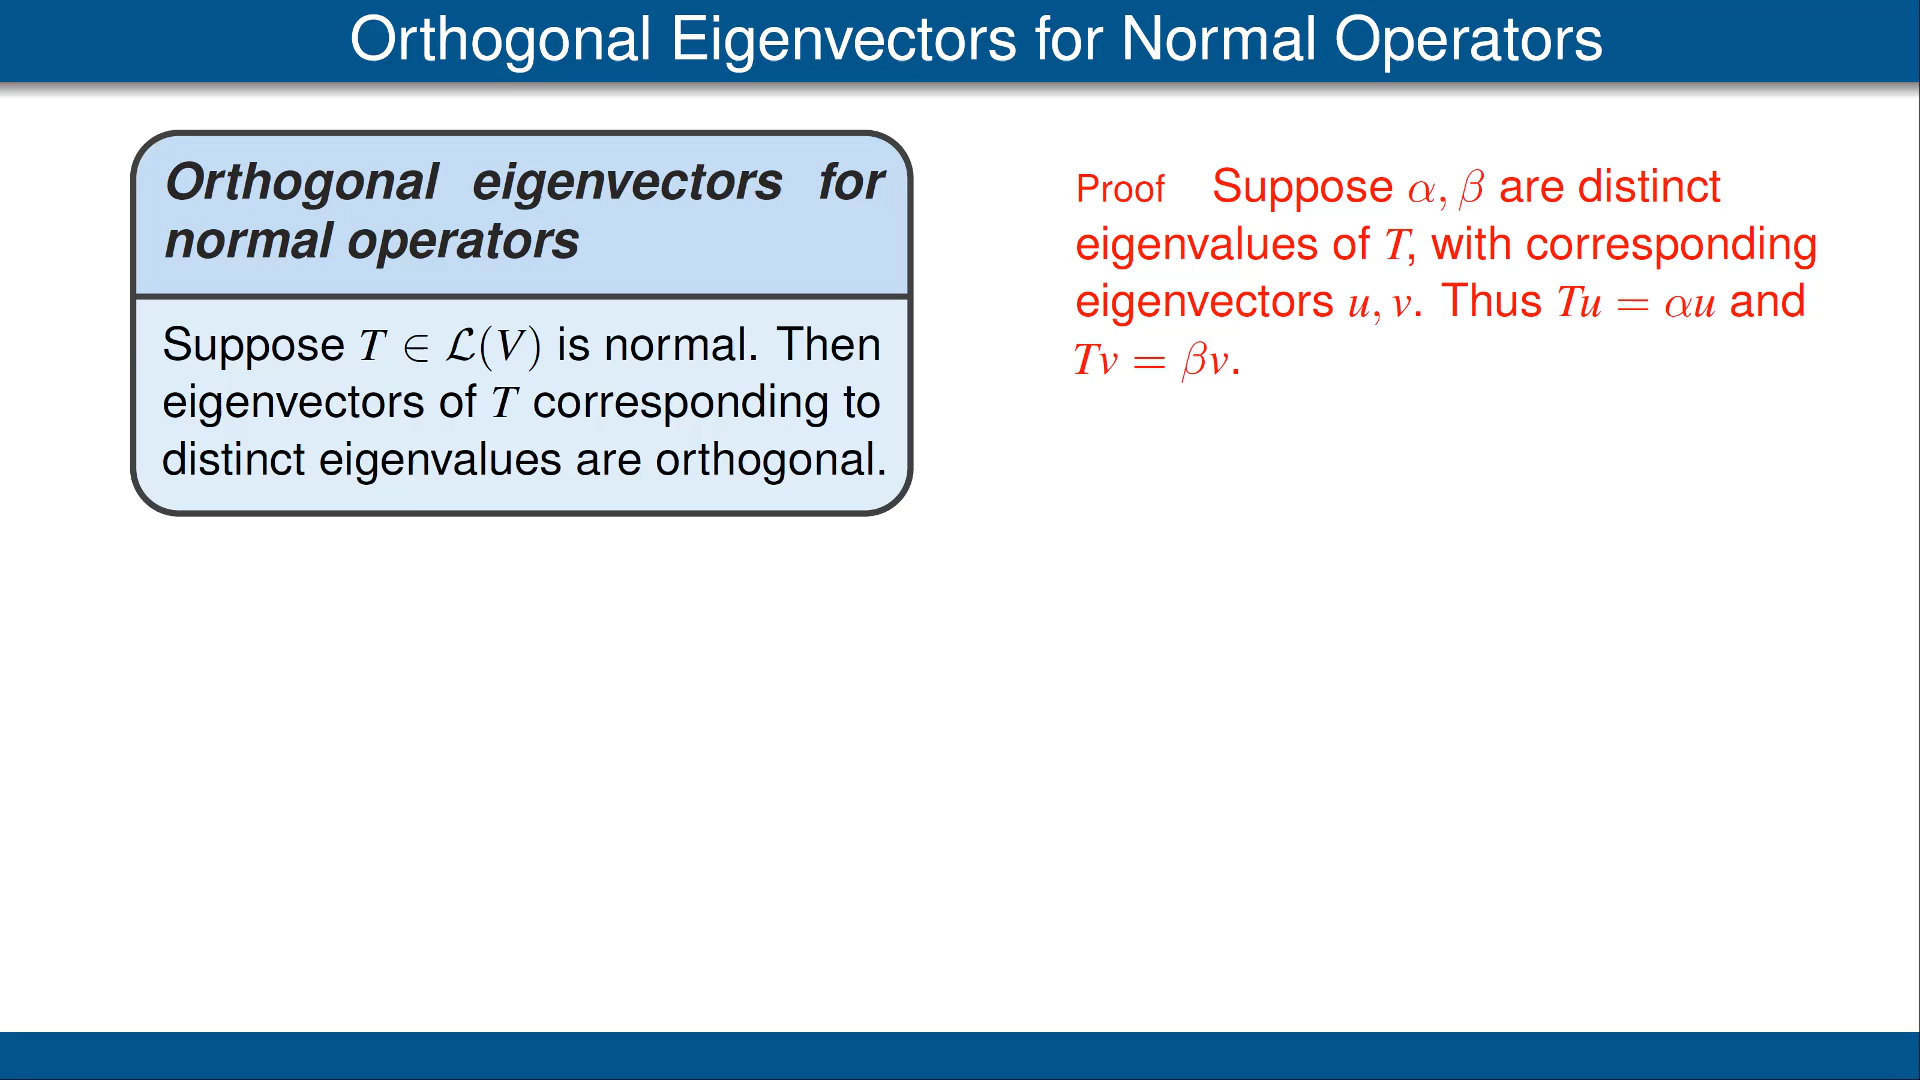 Orthogonal Eigenvectors for Normal Operators
Orthogonal eigenvectors for
normal operators
Suppose T ∈ ℒ(V) is normal. Then
eigenvectors of T corresponding to
distinct eigenvalues are orthogonal.
Proof Suppose α, β are distinct
eigenvalues of T, with corresponding
eigenvectors u, v. Thus Tu = αu and
Tv = βv.